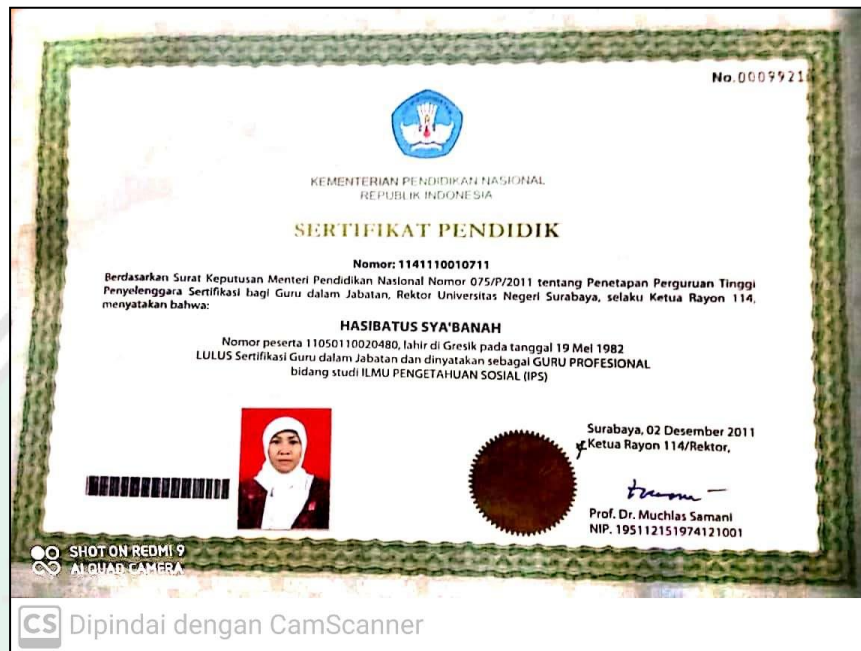 No.0009921
KEMENTERIAN PENDIDIKAN NASIONAL
REPUBLIK INDONESIA
SERTIFIKAT PENDIDIK
Nomor: 1141110010711
Berdasarkan Surat Keputusan Menteri Pendidikan Nasional Nomor 075/P/2011 tentang Penetapan Perguruan Tinggi
Penyelenggara Sertifikasi bagi Guru dalam Jabatan, Rektor Universitas Negeri Surabaya, selaku Ketua Rayon 114,
menyatakan bahwa:
HASIBATUS SYA'BANAH
Nomor peserta 11050110020480, lahir di Gresik pada tanggal 19 Mei 1982
LULUS Sertifikasi Guru dalam Jabatan dan dinyatakan sebagai GURU PROFESIONAL
bidang studi ILMU PENGETAHUAN SOSIAL (IPS)
Surabaya, 02 Desember 2011
Ketua Rayon 114/Rektor,
Prof. Dr. Muchlas Samani
NIP. 195112151974121001
SHOT ON REDMI 9
AI QUAD CAMERA
CS Dipindai dengan CamScanner